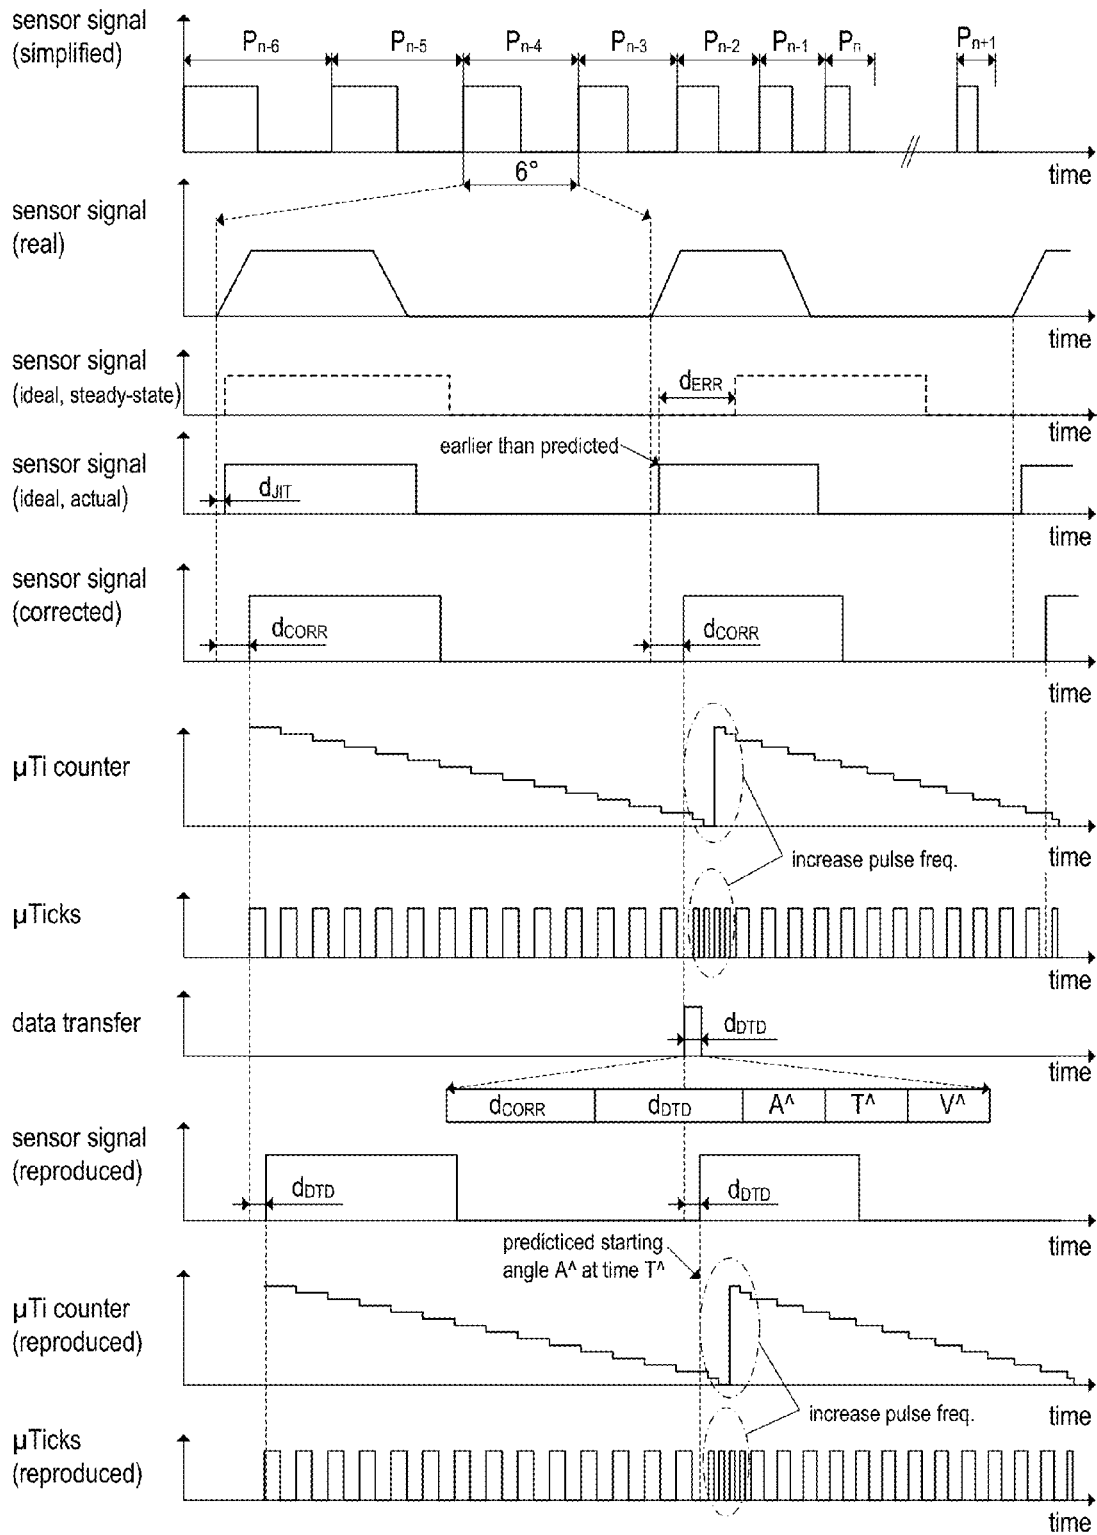 sensor signal
(simplified)
Pn-6
Pn-5
Pn-4
Pn-3
Pn-2
Pn-1
Pn
Pn+1
//
time
6°
sensor signal
(real)
time
sensor signal
(ideal, steady-state)
dERR
time
earlier than predicted
sensor signal
(ideal, actual)
dJIT
time
sensor signal
(corrected)
dCORR
dCORR
time
µTi counter
time
increase pulse freq.
µTicks
time
data transfer
dDTD
time
dCORR
dDTD
A^
T^
V^
sensor signal
(reproduced)
dDTD
dDTD
time
predicticed starting
angle A^ at time T^
µTi counter
(reproduced)
time
increase pulse freq.
µTicks
(reproduced)
time